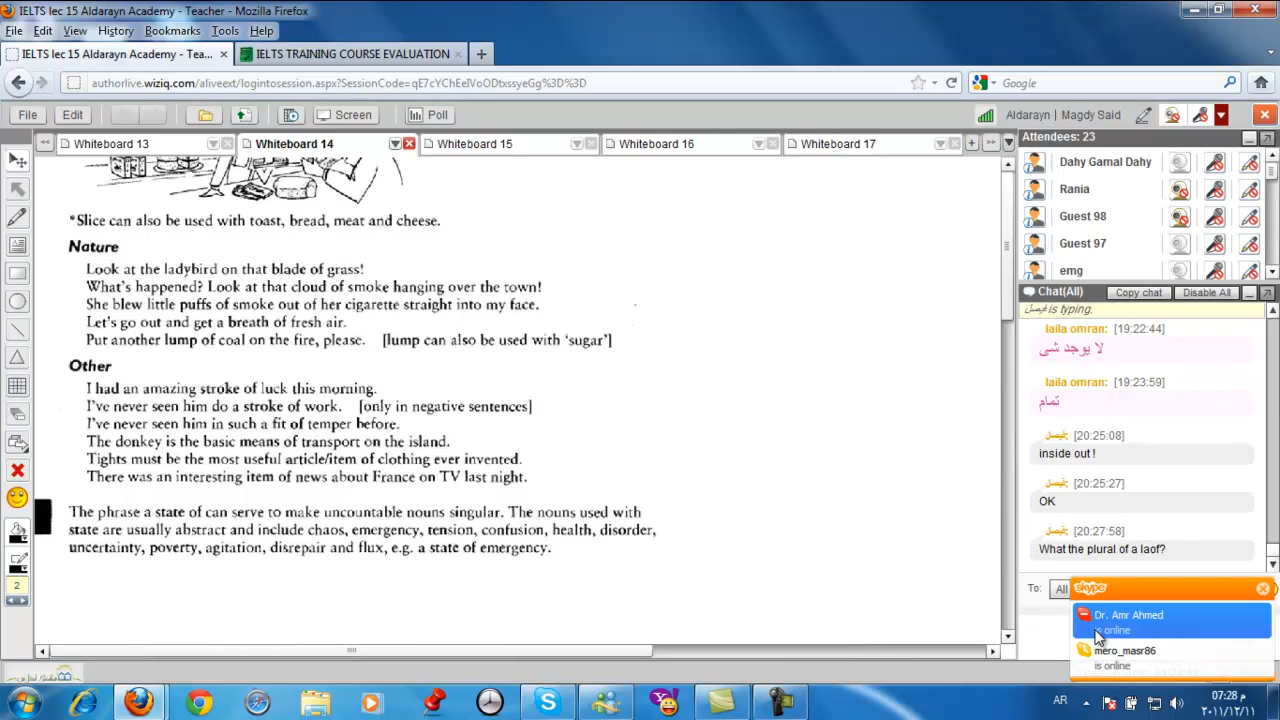 IELTS lec 15 Aldarayn Academy - Teacher - Mozilla Firefox
File Edit View History Bookmarks Tools Help
IELTS lec 15 Aldarayn Academy - Tea...
IELTS TRAINING COURSE EVALUATION
authorlive.wiziq.com/aliveext/logintosession.aspx?SessionCode=qE7cYChEeIVoODtxssyeGg%3D%3D
Google
File Edit Screen Poll
Aldarayn | Magdy Said
Whiteboard 13 Whiteboard 14 Whiteboard 15 Whiteboard 16 Whiteboard 17
*Slice can also be used with toast, bread, meat and cheese.
Nature
Look at the ladybird on that blade of grass!
What's happened? Look at that cloud of smoke hanging over the town!
She blew little puffs of smoke out of her cigarette straight into my face.
Let's go out and get a breath of fresh air.
Put another lump of coal on the fire, please. [lump can also be used with 'sugar']
Other
I had an amazing stroke of luck this morning.
I've never seen him do a stroke of work. [only in negative sentences]
I've never seen him in such a fit of temper before.
The donkey is the basic means of transport on the island.
Tights must be the most useful article/item of clothing ever invented.
There was an interesting item of news about France on TV last night.
The phrase a state of can serve to make uncountable nouns singular. The nouns used with
state are usually abstract and include chaos, emergency, tension, confusion, health, disorder,
uncertainty, poverty, agitation, disrepair and flux, e.g. a state of emergency.
2
Attendees: 23
Dahy Gamal Dahy
Rania
Guest 98
Guest 97
emg
Chat(All) Copy chat Disable All
فيصل is typing.
laila omran: [19:22:44]
لا يوجد شى
laila omran: [19:23:59]
تمام
فيصل: [20:25:08]
inside out !
فيصل: [20:25:27]
OK
فيصل: [20:27:58]
What the plural of a laof?
To: All
skype
Dr. Amr Ahmed
is online
mero_masr86
is online
AR
07:28 م
٢٠١١/١٢/١١